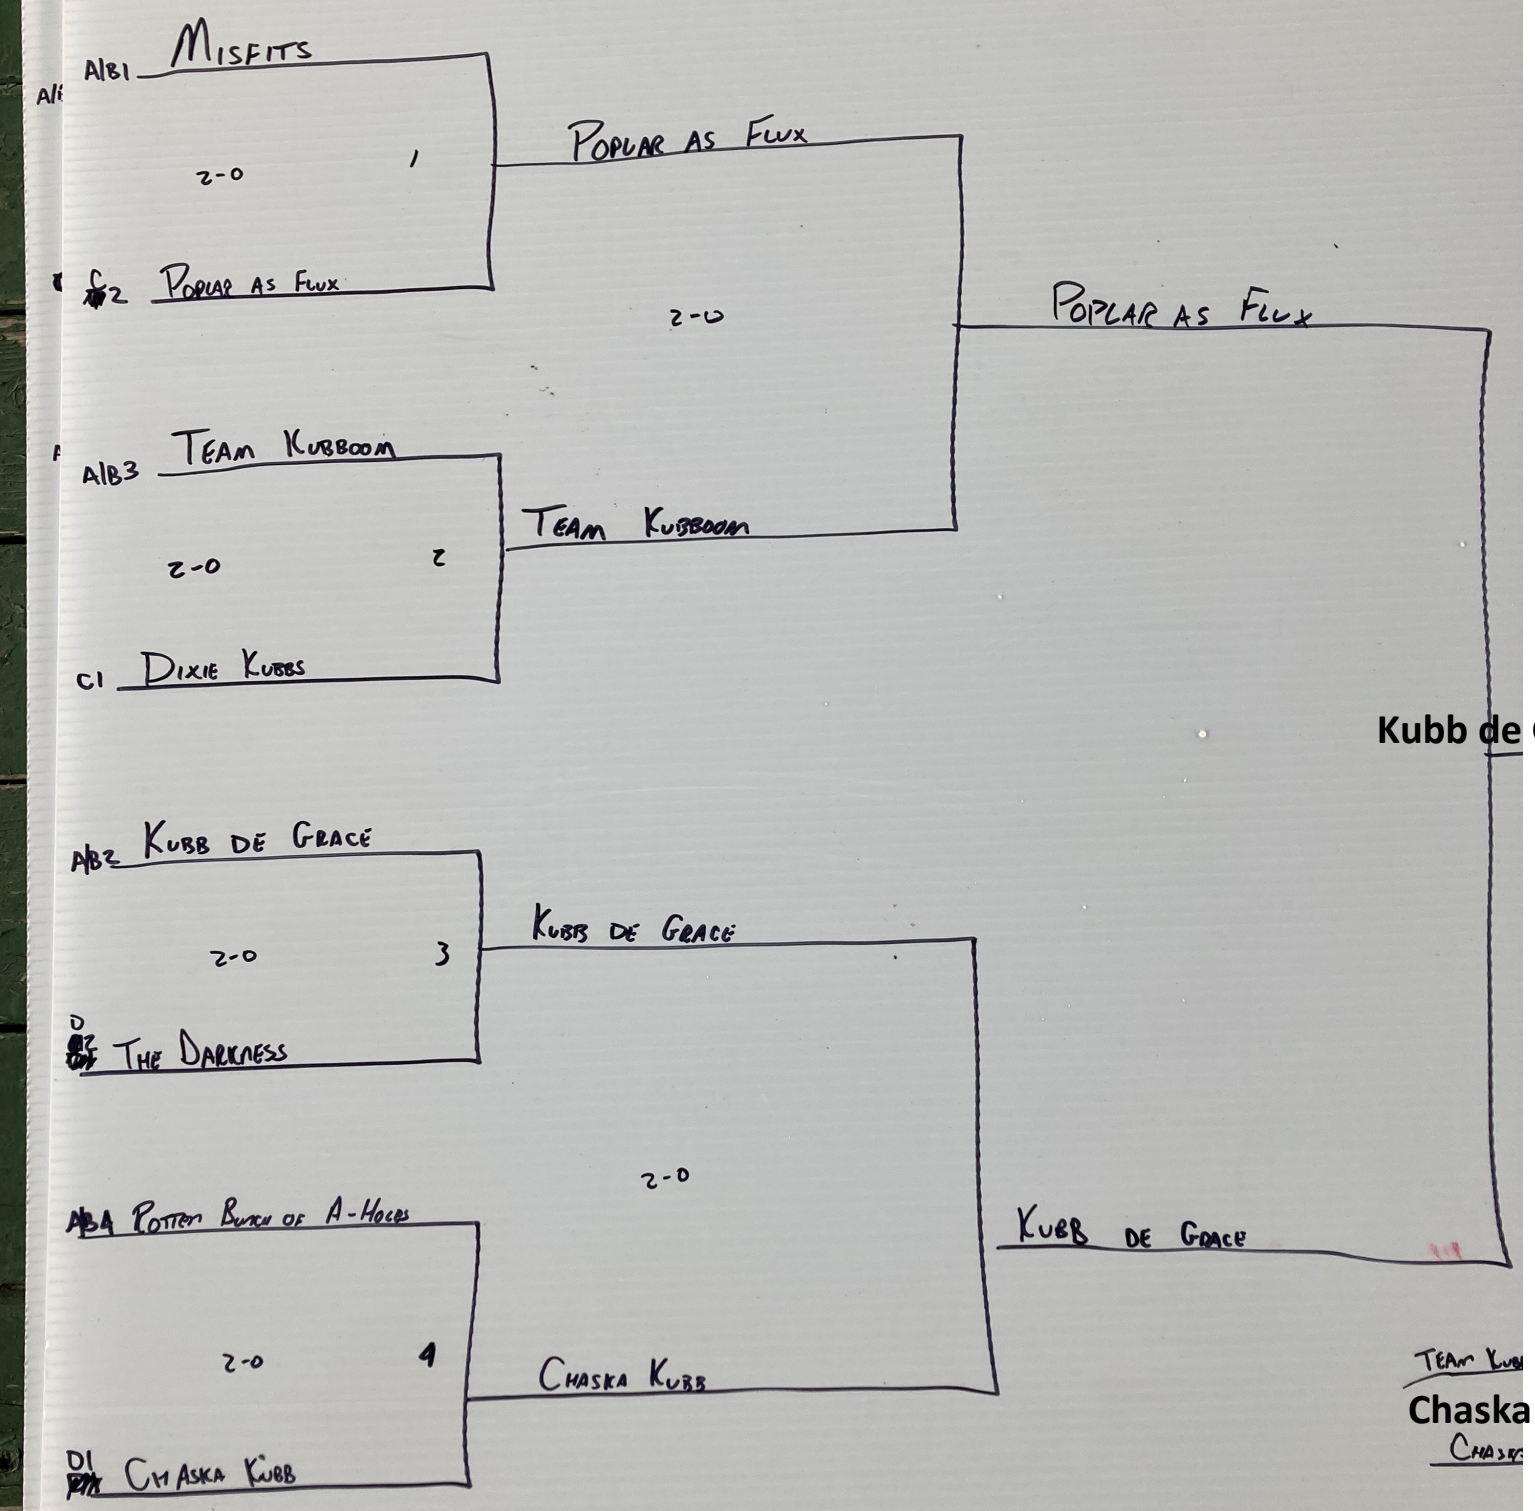 A/B1 MISFITS
A/
2-0 1
POPLAR AS FLUX
C2 POPLAR AS FLUX
2-0
POPLAR AS FLUX
A/B3 TEAM KUBBOOM
2-0 2
TEAM KUBBOOM
C1 DIXIE KUBBS
Kubb de
A/B2 KUBB DE GRACE
KUBB DE GRACE
2-0 3
D2 THE DARKNESS
2-0
A/B4 ROTTEN BUNCH OF A-HOLES
KUBB DE GRACE
2-0 4
CHASKA KUBB
TEAM
Chaska
D1 CHASKA KUBB